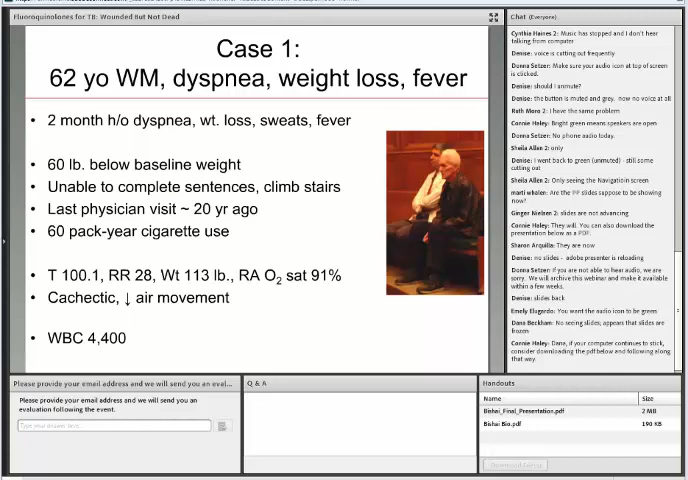 Fluoroquinolones for TB: Wounded But Not Dead
Case 1:
62 yo WM, dyspnea, weight loss, fever
• 2 month h/o dyspnea, wt. loss, sweats, fever
• 60 lb. below baseline weight
• Unable to complete sentences, climb stairs
• Last physician visit ~ 20 yr ago
• 60 pack-year cigarette use
• T 100.1, RR 28, Wt 113 lb., RA O2 sat 91%
• Cachectic, ↓ air movement
• WBC 4,400
Chat (Everyone)
Cynthia Haines 2: Music has stopped and I don't hear
talking from computer
Denise: voice is cutting out frequently
Donna Setzer: Make sure your audio icon at top of screen
is clicked.
Denise: should I unmute?
Denise: the button is muted and grey. now no voice at all
Ruth Moro 2: I have the same problem
Connie Haley: Bright green means speakers are open
Donna Setzer: No phone audio today.
Sheila Allen 2: only
Denise: I went back to green (unmuted) - still some
cutting out
Sheila Allen 2: Only seeing the Navigatioin screen
marti whalen: Are the PP slides suppose to be showing
now?
Ginger Nielsen 2: slides are not advancing
Connie Haley: They will. You can also download the
presentation below as a PDF.
Sharon Arquilla: They are now
Denise: no slides - adobe presenter is reloading
Donna Setzer: If you are not able to hear audio, we are
sorry. We will archive this webinar and make it available
within a few weeks.
Denise: slides back
Emely Elugardo: You want the audio icon to be green
Dana Beckham: No seeing slides; appears that slides are
frozen
Connie Haley: Dana, if your computer continues to stick,
consider downloading the pdf below and following along
that way.
Please provide your email address and we will send you an eval...
Please provide your email address and we will send you an
evaluation following the event.
Type your answer here...
Q & A
Handouts
Name Size
Bishai_Final_Presentation.pdf 2 MB
Bishai Bio.pdf 190 KB